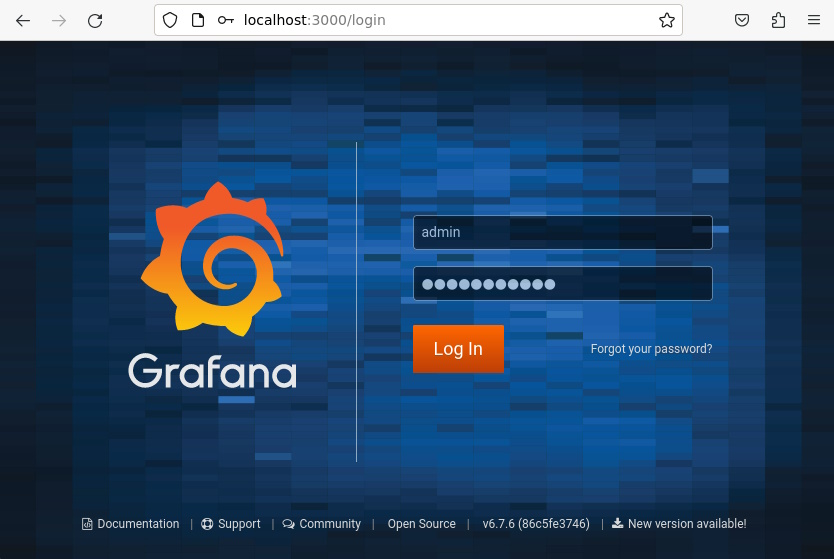 localhost:3000/login
admin
●●●●●●●●●●●
Log In
Forgot your password?
Grafana
Documentation | Support | Community | Open Source | v6.7.6 (86c5fe3746) | New version available!